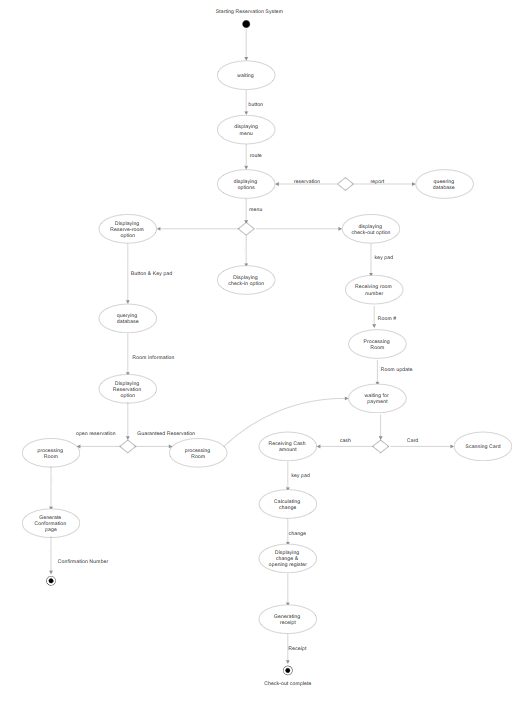 Starting Reservation System
waiting
button
displaying
menu
route
displaying
options
reservation
report
queering
database
menu
Displaying
Reserve-room
option
displaying
check-out option
key pad
Button & Key pad
Displaying
check-in option
Receiving room
number
querying
database
Room #
Processing
Room
Room Information
Room update
Displaying
Reservation
option
waiting for
payment
open reservation
Guaranteed Reservation
cash
Card
processing
Room
processing
Room
Receiving Cash
amount
Scanning Card
key pad
Calculating
change
Generate
Conformation
page
change
Displaying
change &
opening register
Confirmation Number
Generating
receipt
Receipt
Check-out complete